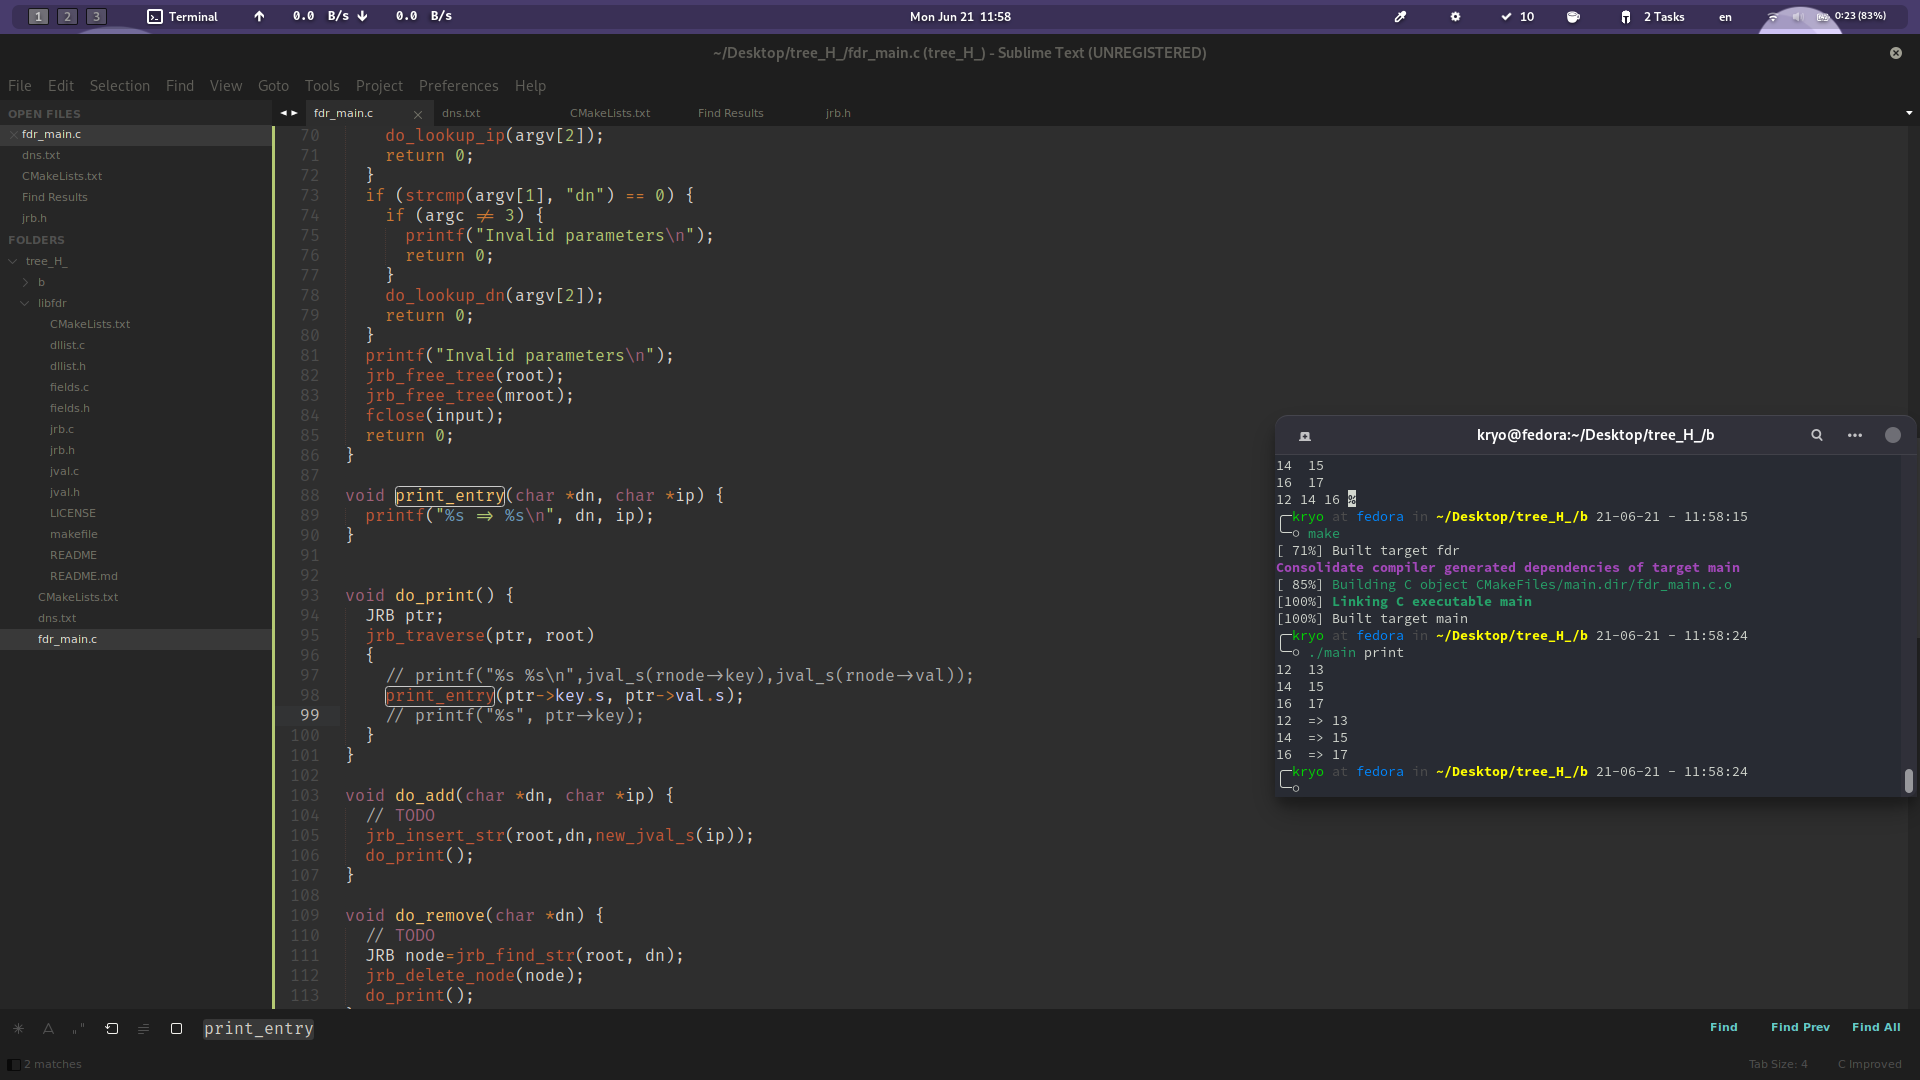 1 2 3 Terminal 0.0 B/s 0.0 B/s Mon Jun 21 11:58 10 2 Tasks en 0:23 (83%)
~/Desktop/tree_H_/fdr_main.c (tree_H_) - Sublime Text (UNREGISTERED)
File Edit Selection Find View Goto Tools Project Preferences Help
OPEN FILES
fdr_main.c
dns.txt
CMakeLists.txt
Find Results
jrb.h
FOLDERS
tree_H_
b
libfdr
CMakeLists.txt
dllist.c
dllist.h
fields.c
fields.h
jrb.c
jrb.h
jval.c
jval.h
LICENSE
makefile
README
README.md
CMakeLists.txt
dns.txt
fdr_main.c
fdr_main.c dns.txt CMakeLists.txt Find Results jrb.h
70 do_lookup_ip(argv[2]);
71 return 0;
72 }
73 if (strcmp(argv[1], "dn") == 0) {
74 if (argc ≠ 3) {
75 printf("Invalid parameters\n");
76 return 0;
77 }
78 do_lookup_dn(argv[2]);
79 return 0;
80 }
81 printf("Invalid parameters\n");
82 jrb_free_tree(root);
83 jrb_free_tree(mroot);
84 fclose(input);
85 return 0;
86 }
87
88 void print_entry(char *dn, char *ip) {
89 printf("%s ⇒ %s\n", dn, ip);
90 }
91
92
93 void do_print() {
94 JRB ptr;
95 jrb_traverse(ptr, root)
96 {
97 // printf("%s %s\n",jval_s(rnode→key),jval_s(rnode→val));
98 print_entry(ptr->key.s, ptr->val.s);
99 // printf("%s", ptr→key);
100 }
101 }
102
103 void do_add(char *dn, char *ip) {
104 // TODO
105 jrb_insert_str(root,dn,new_jval_s(ip));
106 do_print();
107 }
108
109 void do_remove(char *dn) {
110 // TODO
111 JRB node=jrb_find_str(root, dn);
112 jrb_delete_node(node);
113 do_print();
kryo@fedora:~/Desktop/tree_H_/b
14 15
16 17
12 14 16 %
kryo at fedora in ~/Desktop/tree_H_/b 21-06-21 - 11:58:15
make
[ 71%] Built target fdr
Consolidate compiler generated dependencies of target main
[ 85%] Building C object CMakeFiles/main.dir/fdr_main.c.o
[100%] Linking C executable main
[100%] Built target main
kryo at fedora in ~/Desktop/tree_H_/b 21-06-21 - 11:58:24
./main print
12 13
14 15
16 17
12 => 13
14 => 15
16 => 17
kryo at fedora in ~/Desktop/tree_H_/b 21-06-21 - 11:58:24
print_entry Find Find Prev Find All
2 matches Tab Size: 4 C Improved